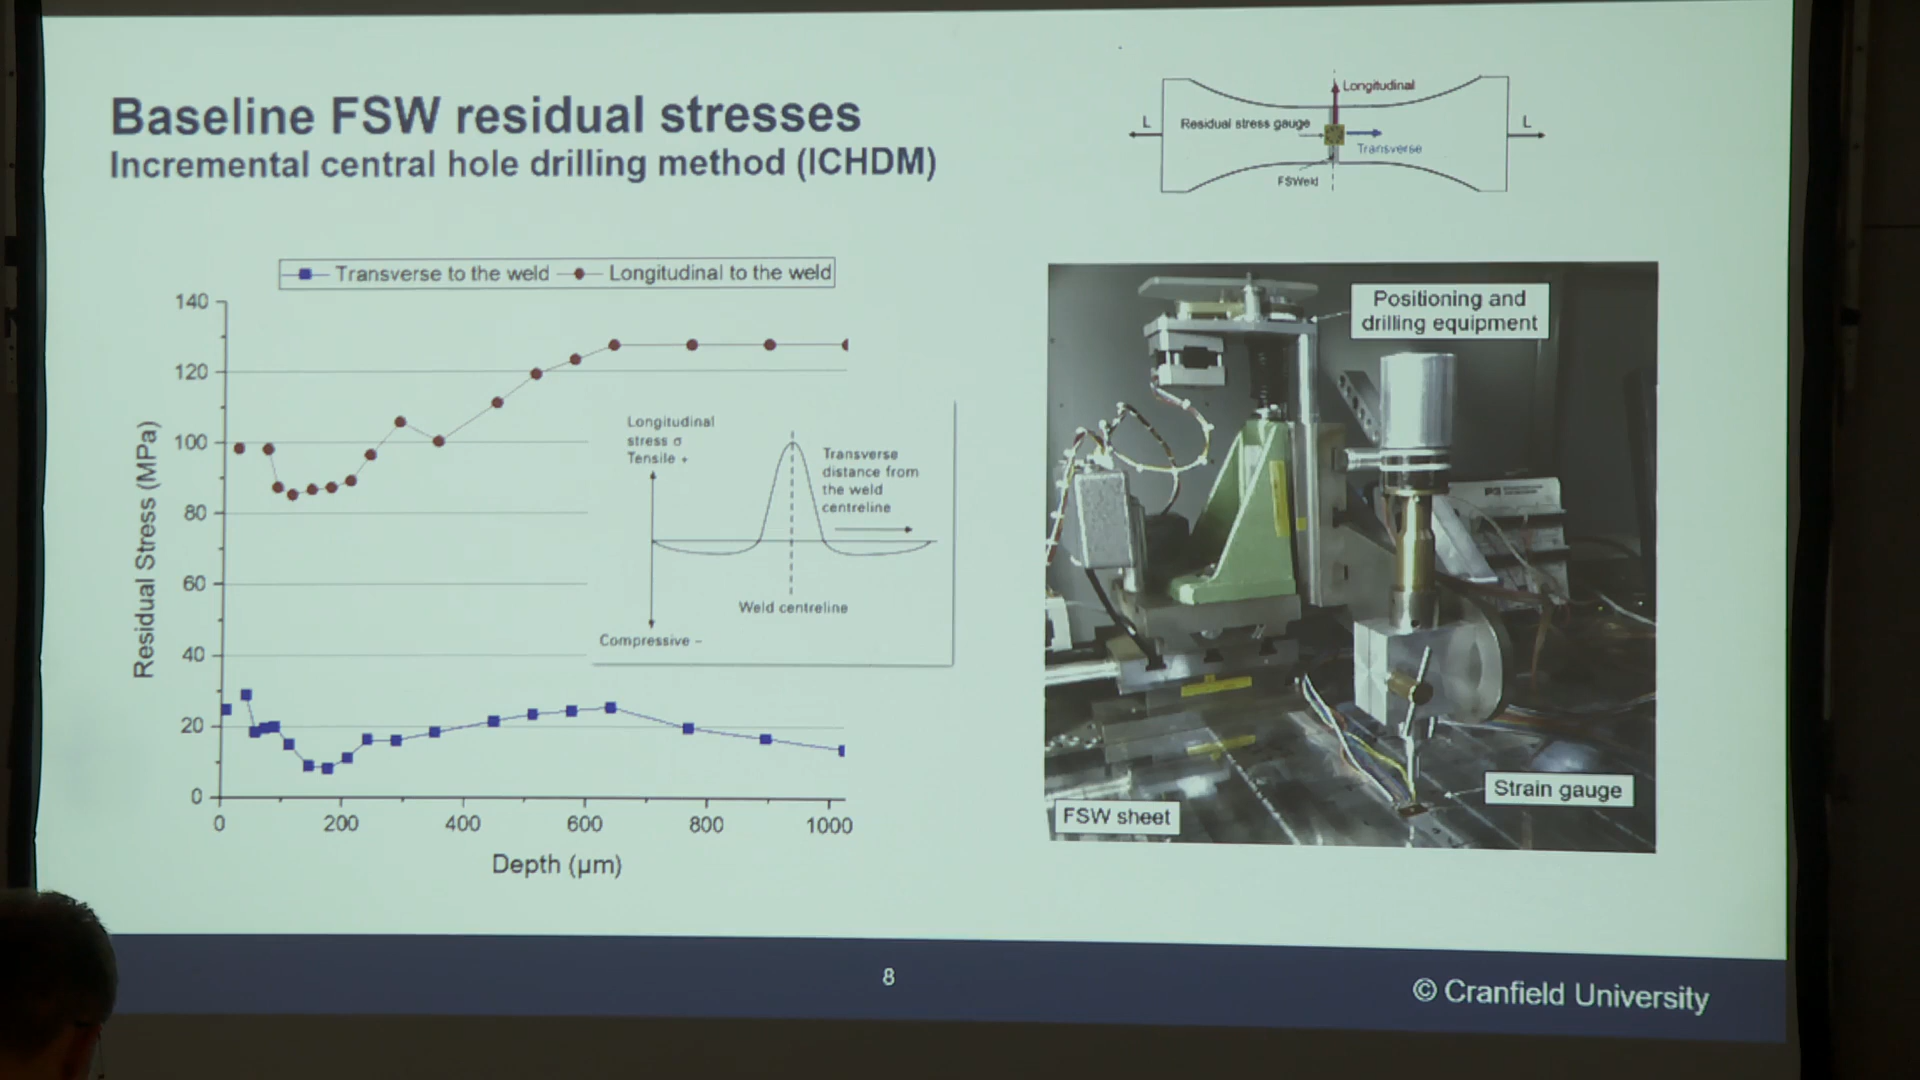 Baseline FSW residual stresses
Incremental central hole drilling method (ICHDM)
Longitudinal
L
Residual stress gauge
L
Transverse
FSWeld
Transverse to the weld
Longitudinal to the weld
140
120
100
80
60
40
20
0
Residual Stress (MPa)
0
200
400
600
800
1000
Depth (µm)
Longitudinal
stress σ
Tensile +
Transverse
distance from
the weld
centreline
Weld centreline
Compressive –
Positioning and
drilling equipment
P3
Strain gauge
FSW sheet
8
© Cranfield University